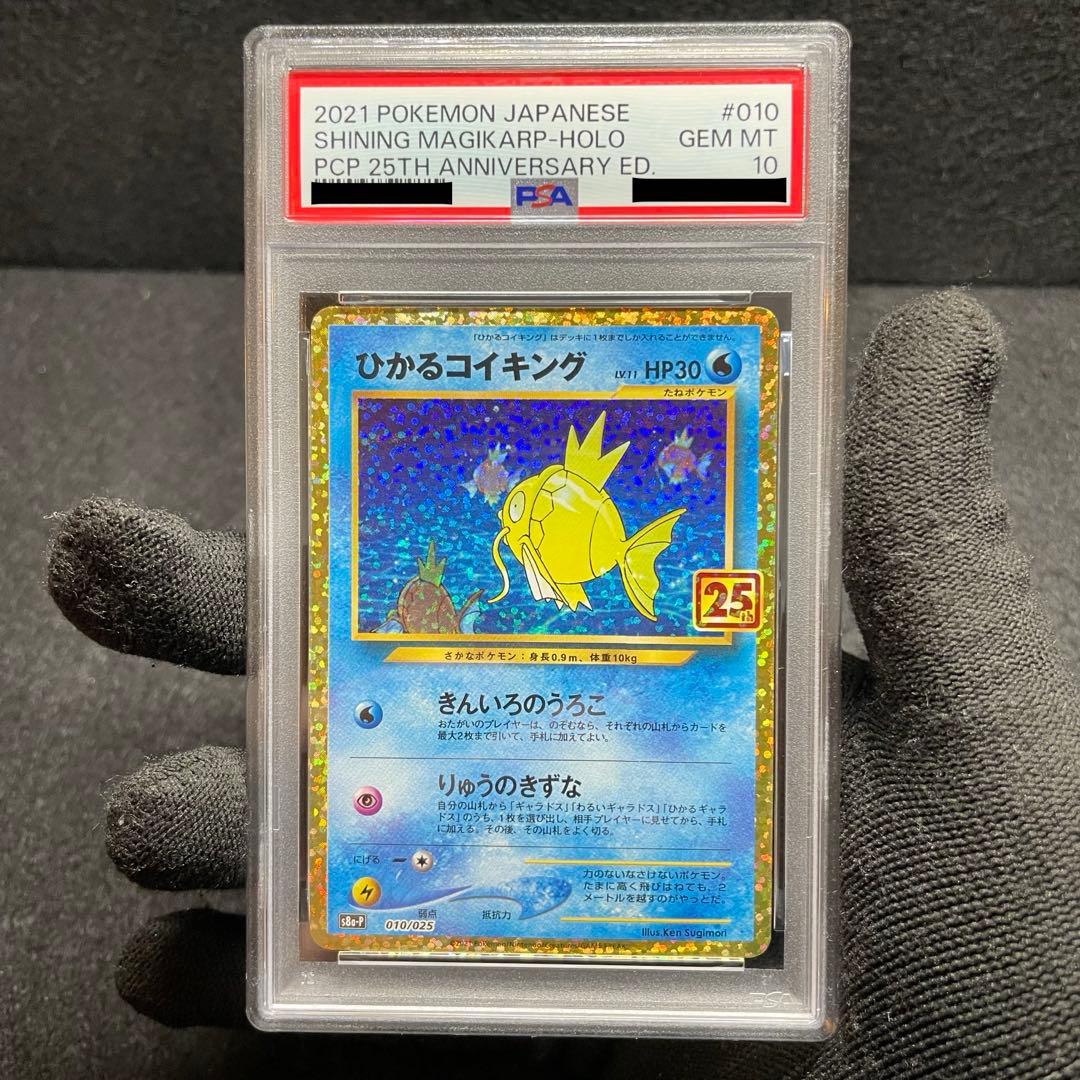 2021 POKEMON JAPANESE #010
SHINING MAGIKARP-HOLO GEM MT
PCP 25TH ANNIVERSARY ED. 10
PSA
「ひかるコイキング」はデッキに1枚までしか入れることができません。
ひかるコイキング LV.11 HP30
たねポケモン
25th
さかなポケモン：身長0.9m、体重10kg
きんいろのうろこ
おたがいのプレイヤーは、のぞむなら、それぞれの山札からカードを
最大2枚まで引いて、手札に加えてよい。
りゅうのきずな
自分の山札から「ギャラドス」「わるいギャラドス」「ひかるギャラ
ドス」のうち、1枚を選び出し、相手プレイヤーに見せてから、手札
に加える。その後、その山札をよく切る。
にげる
力のないなさけないポケモン。
たまに高く飛びはねても、2
メートルを越すのがやっとだ。
弱点 抵抗力
s8a-P 010/025
Illus.Ken Sugimori
©2021 Pokémon/Nintendo/Creatures/GAME FREAK